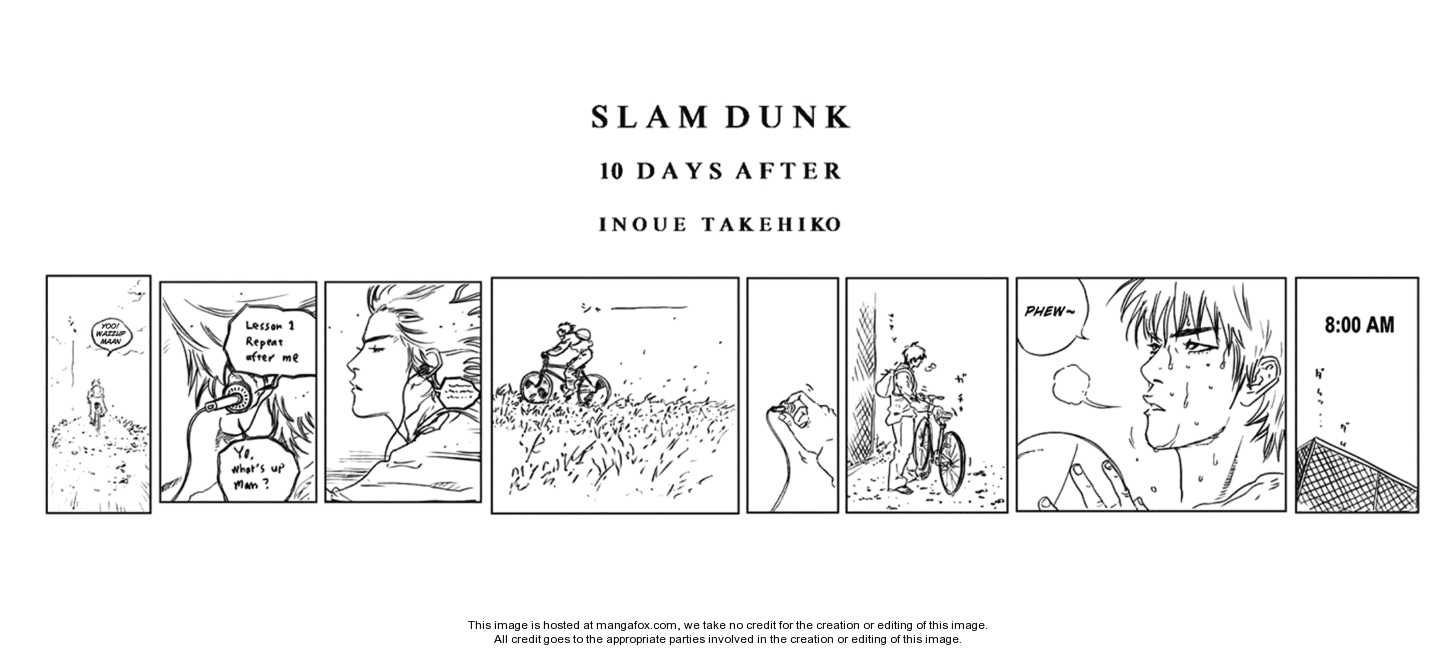 SLAM DUNK
10 DAYS AFTER
INOUE TAKEHIKO
YOO!
WAZZUP
MAAN
Lesson 1
Repeat
after me
Yo,
What's up
Man?
シャ
PHEW~
8:00 AM
This image is hosted at mangafox.com, we take no credit for the creation or editing of this image.
All credit goes to the appropriate parties involved in the creation or editing of this image.